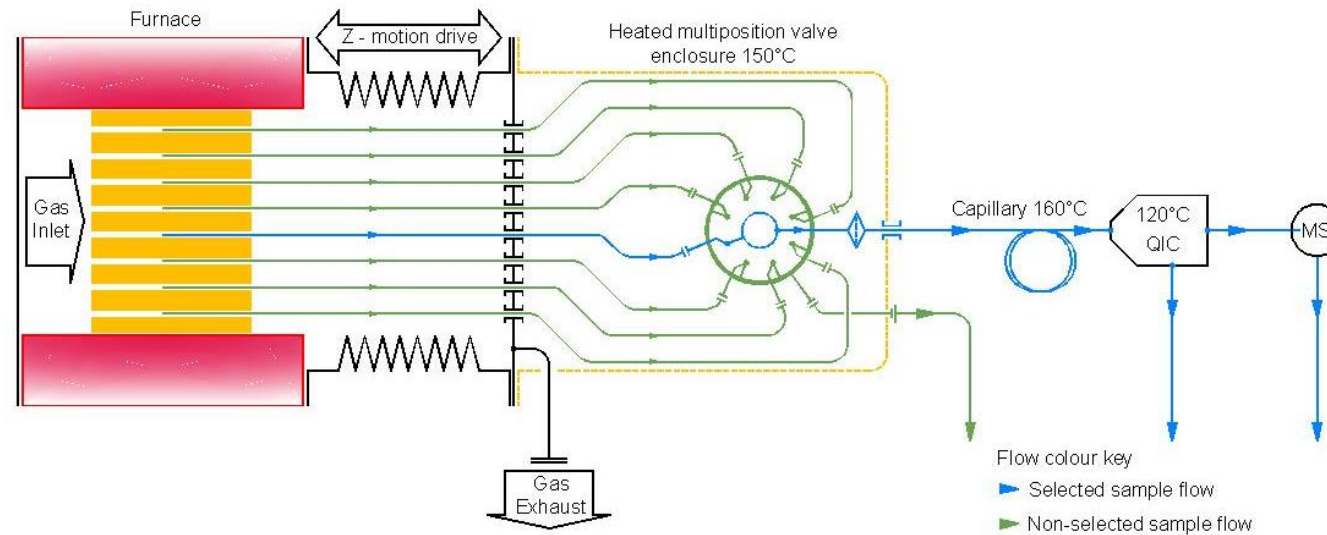 Furnace
Z - motion drive
Heated multiposition valve
enclosure 150°C
Gas
Inlet
Capillary 160°C
120°C
QIC
MS
Gas
Exhaust
Flow colour key
Selected sample flow
Non-selected sample flow